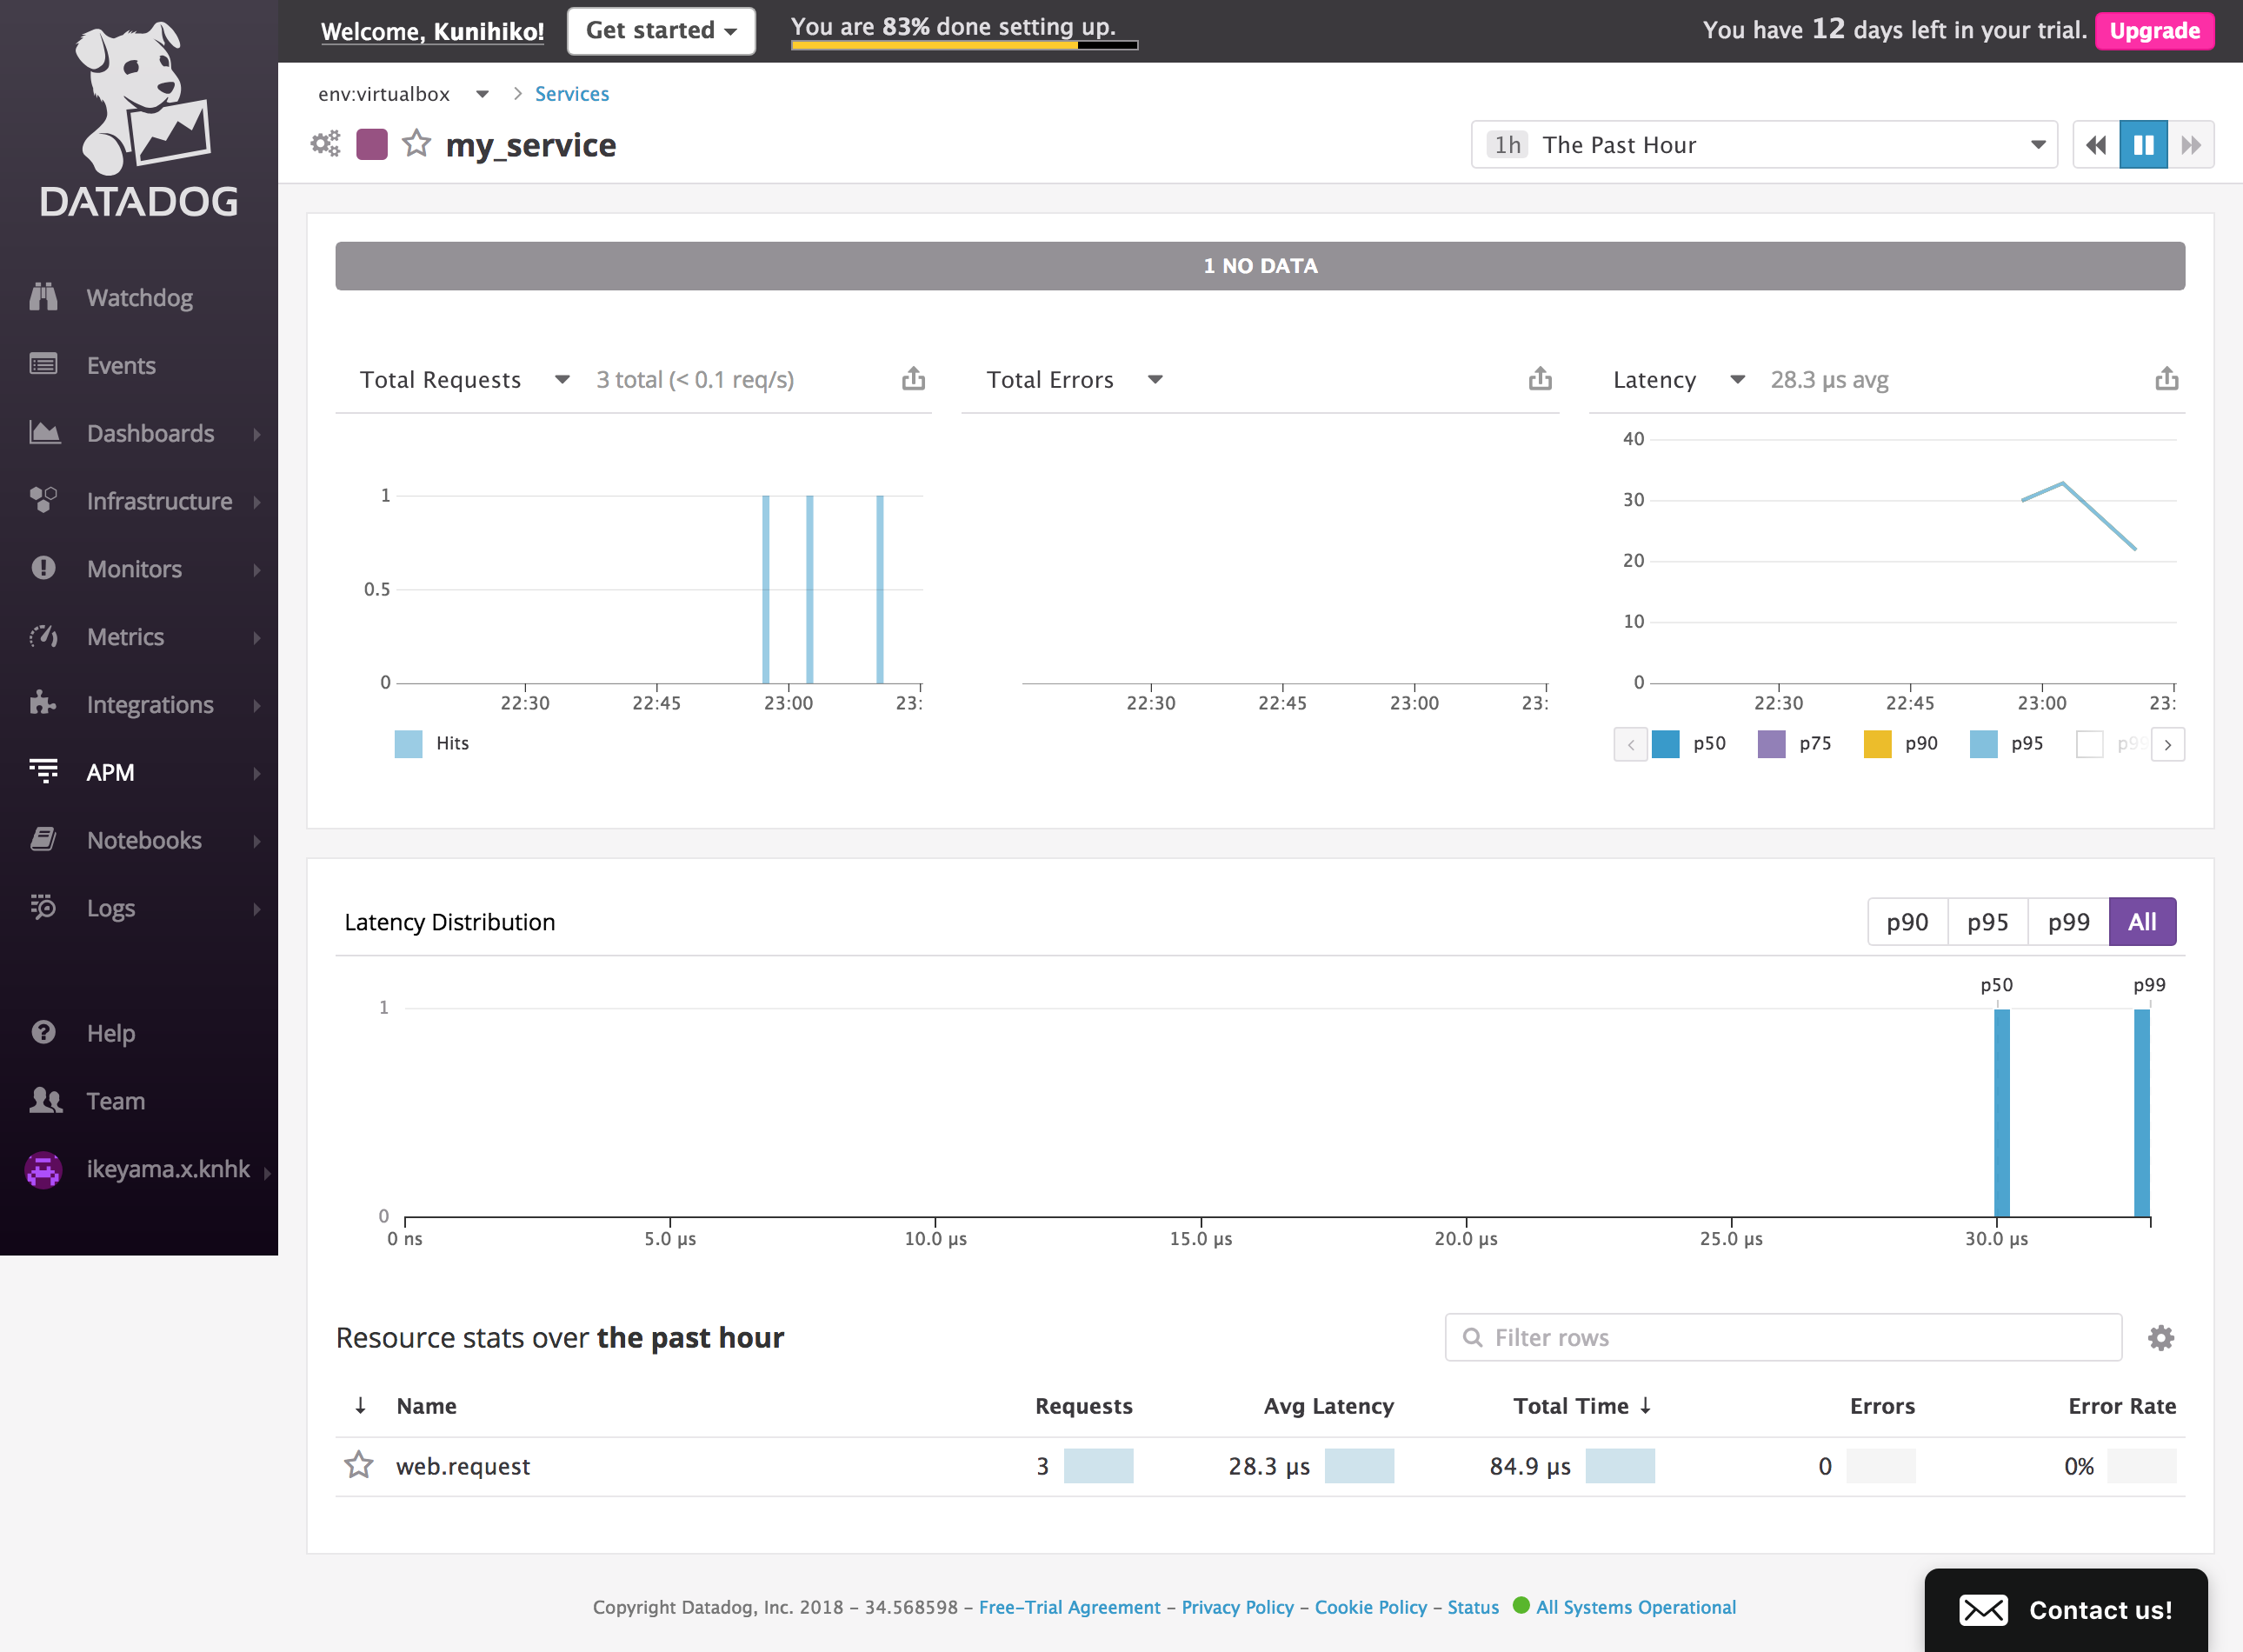 DATADOG
Watchdog
Events
Dashboards
Infrastructure
Monitors
Metrics
Integrations
APM
Notebooks
Logs
Help
Team
ikeyama.x.knhk
Welcome, Kunihiko!
Get started
You are 83% done setting up.
You have 12 days left in your trial.
Upgrade
env:virtualbox
Services
my_service
1h The Past Hour
1 NO DATA
Total Requests 3 total (< 0.1 req/s)
1
0.5
0
22:30 22:45 23:00 23:
Hits
Total Errors
22:30 22:45 23:00 23:
Latency 28.3 µs avg
40
30
20
10
0
22:30 22:45 23:00 23:
p50 p75 p90 p95 p99
Latency Distribution
p90 p95 p99 All
p50 p99
1
0
0 ns 5.0 µs 10.0 µs 15.0 µs 20.0 µs 25.0 µs 30.0 µs
Resource stats over the past hour
Filter rows
Name Requests Avg Latency Total Time Errors Error Rate
web.request 3 28.3 µs 84.9 µs 0 0%
Copyright Datadog, Inc. 2018 – 34.568598 – Free-Trial Agreement – Privacy Policy – Cookie Policy – Status All Systems Operational
Contact us!